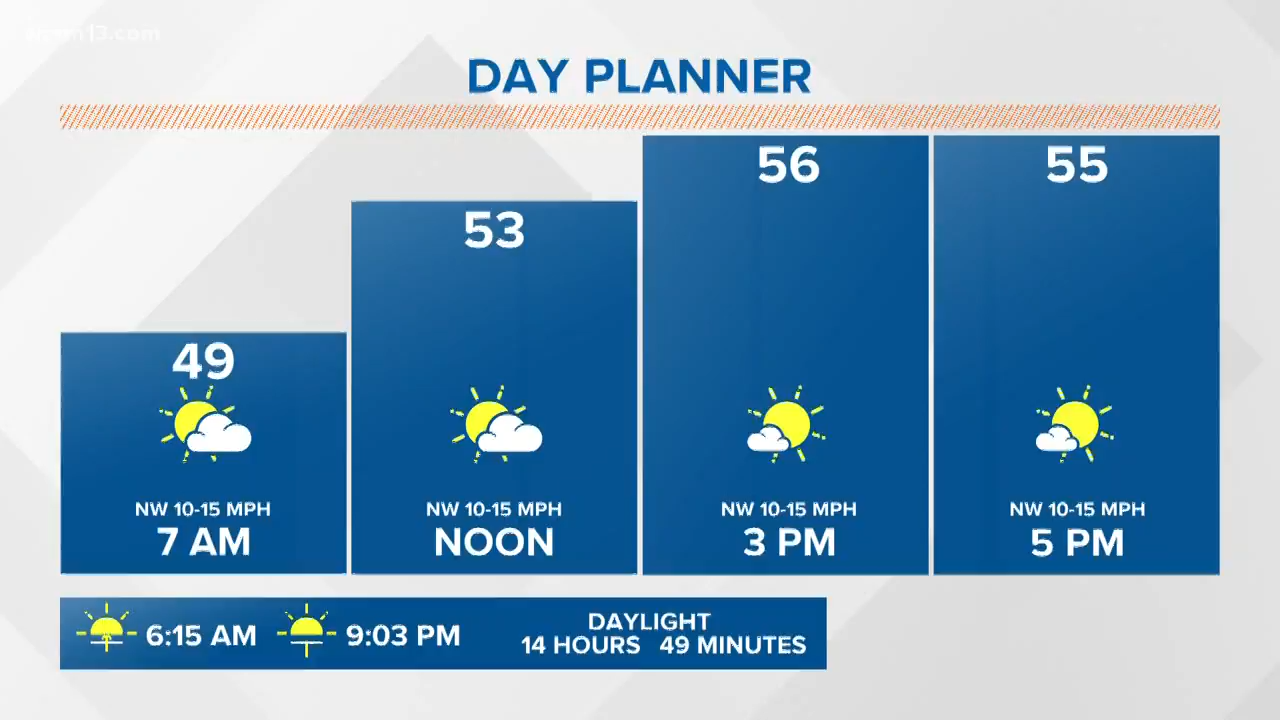 DAY PLANNER
49
53
56
55
NW 10-15 MPH
NW 10-15 MPH
NW 10-15 MPH
NW 10-15 MPH
7 AM
NOON
3 PM
5 PM
6:15 AM
9:03 PM
DAYLIGHT
14 HOURS 49 MINUTES